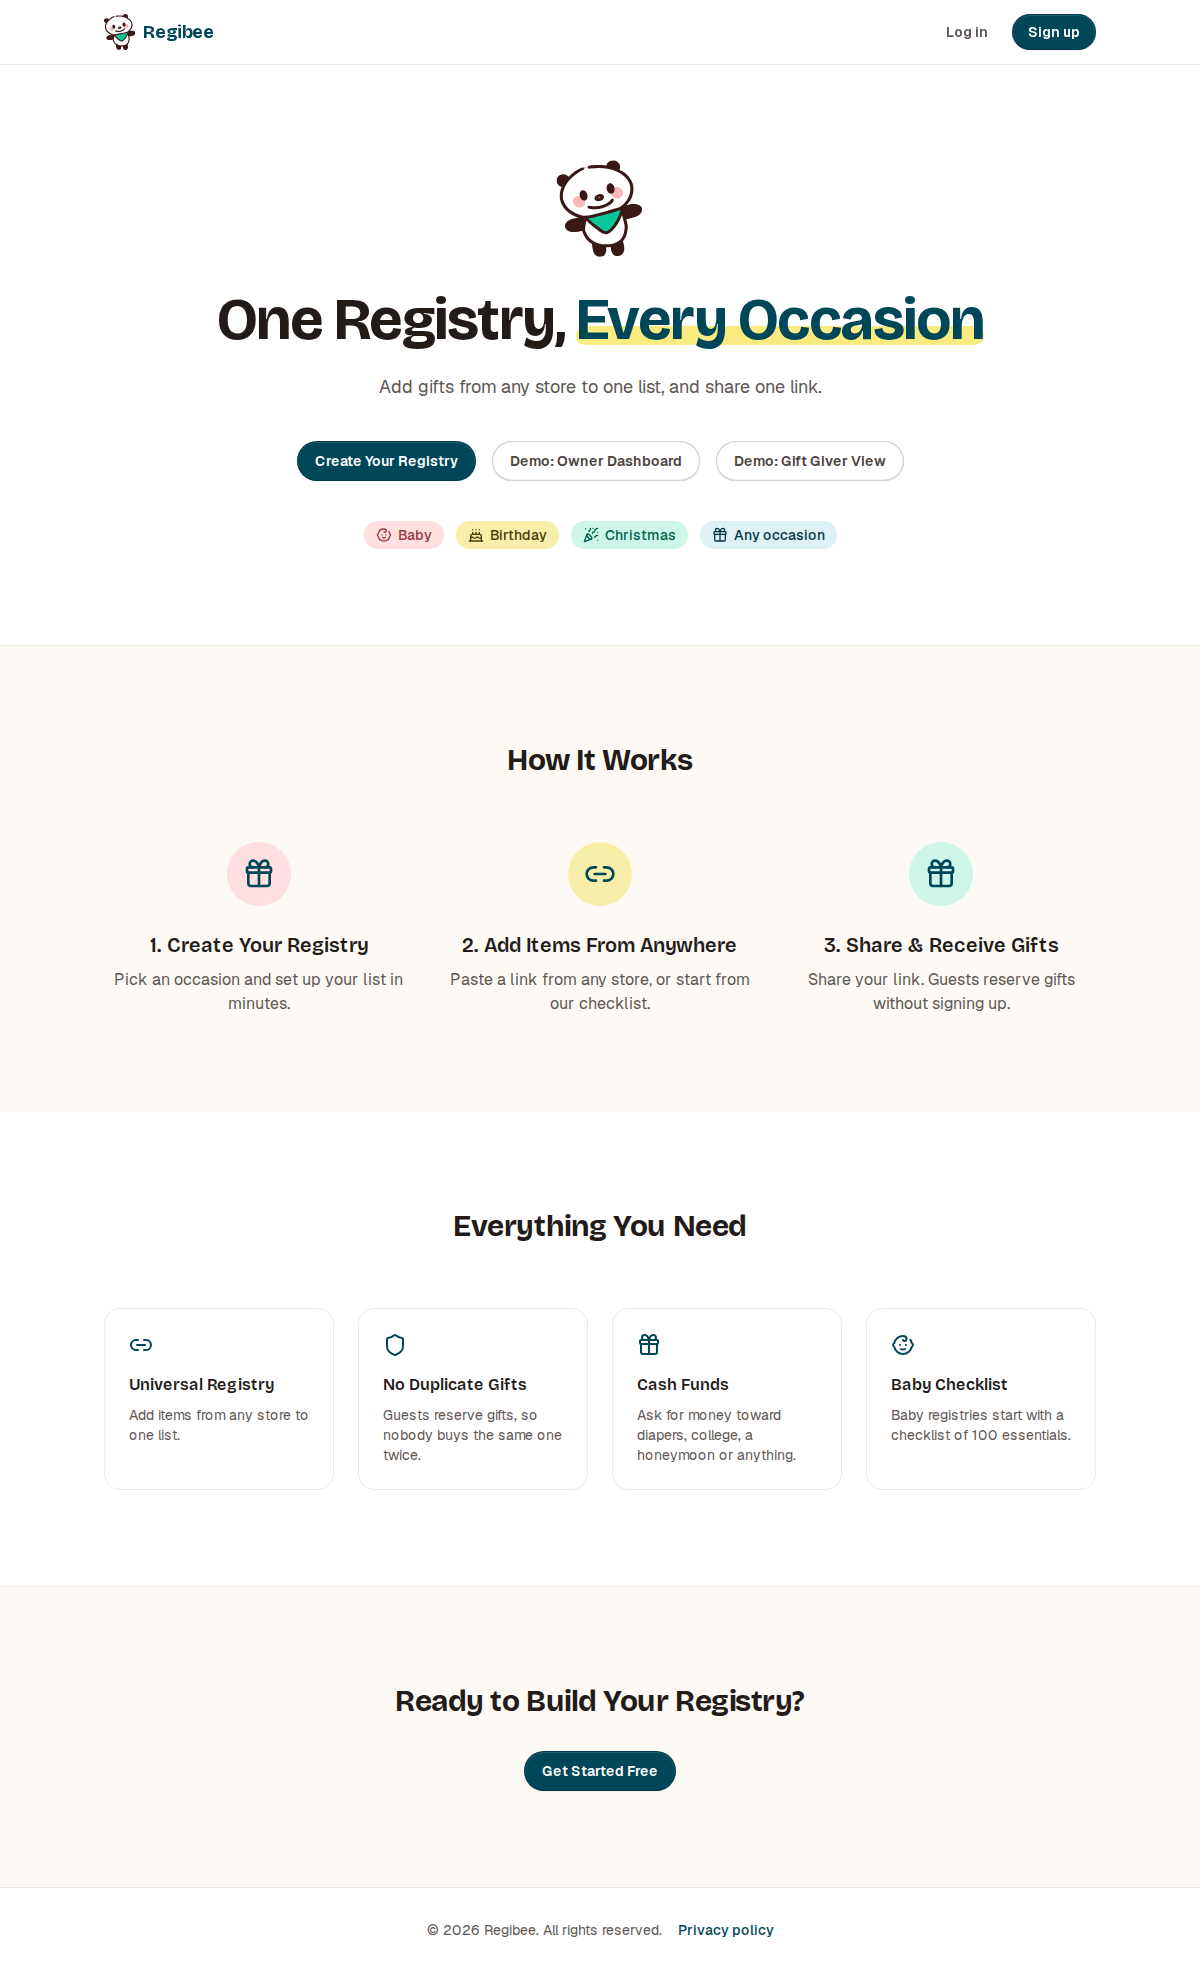 Regibee
Log in
Sign up
One Registry, Every Occasion
Add gifts from any store to one list, and share one link.
Create Your Registry
Demo: Owner Dashboard
Demo: Gift Giver View
Baby
Birthday
Christmas
Any occasion
How It Works
1. Create Your Registry
Pick an occasion and set up your list in
minutes.
2. Add Items From Anywhere
Paste a link from any store, or start from
our checklist.
3. Share & Receive Gifts
Share your link. Guests reserve gifts
without signing up.
Everything You Need
Universal Registry
Add items from any store to
one list.
No Duplicate Gifts
Guests reserve gifts, so
nobody buys the same one
twice.
Cash Funds
Ask for money toward
diapers, college, a
honeymoon or anything.
Baby Checklist
Baby registries start with a
checklist of 100 essentials.
Ready to Build Your Registry?
Get Started Free
© 2026 Regibee. All rights reserved.
Privacy policy